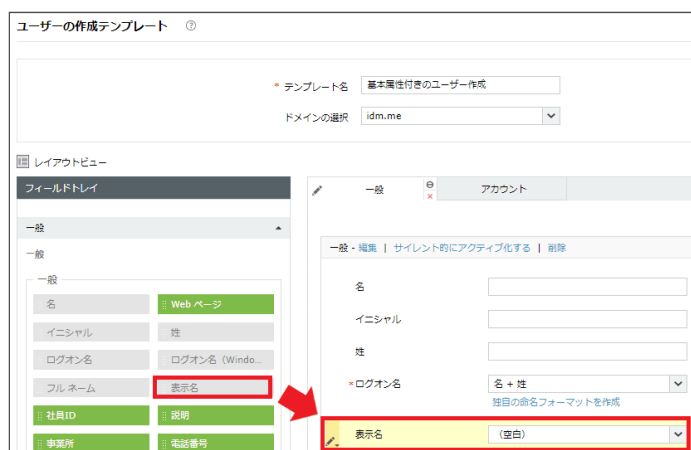 ユーザーの作成テンプレート
* テンプレート名 基本属性付きのユーザー作成
ドメインの選択 idm.me
レイアウトビュー
フィールドトレイ
一般 アカウント
一般
一般
一般
名 Web ページ
イニシャル 姓
ログオン名 ログオン名（Windo...
フル ネーム 表示名
社員ID 説明
事業所 電話番号
一般 - 編集 | サイレント的にアクティブ化する | 削除
名
イニシャル
姓
*ログオン名 名 + 姓
独自の命名フォーマットを作成
表示名 （空白）